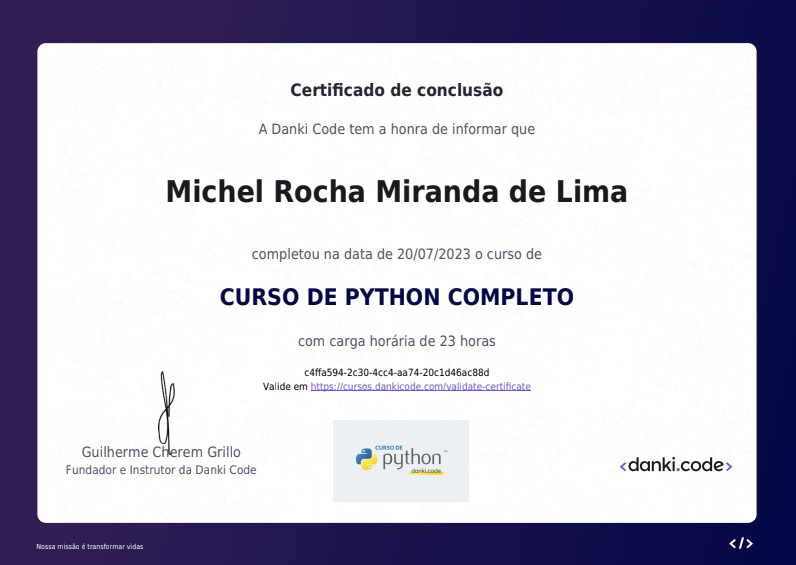 Certificado de conclusão
A Danki Code tem a honra de informar que
Michel Rocha Miranda de Lima
completou na data de 20/07/2023 o curso de
CURSO DE PYTHON COMPLETO
com carga horária de 23 horas
c4ffa594-2c30-4cc4-aa74-20c1d46ac88d
Valide em https://cursos.dankicode.com/validate-certificate
Guilherme Cherem Grillo
Fundador e Instrutor da Danki Code
CURSO DE
python™
danki.code
<danki.code>
Nossa missão é transformar vidas
</>